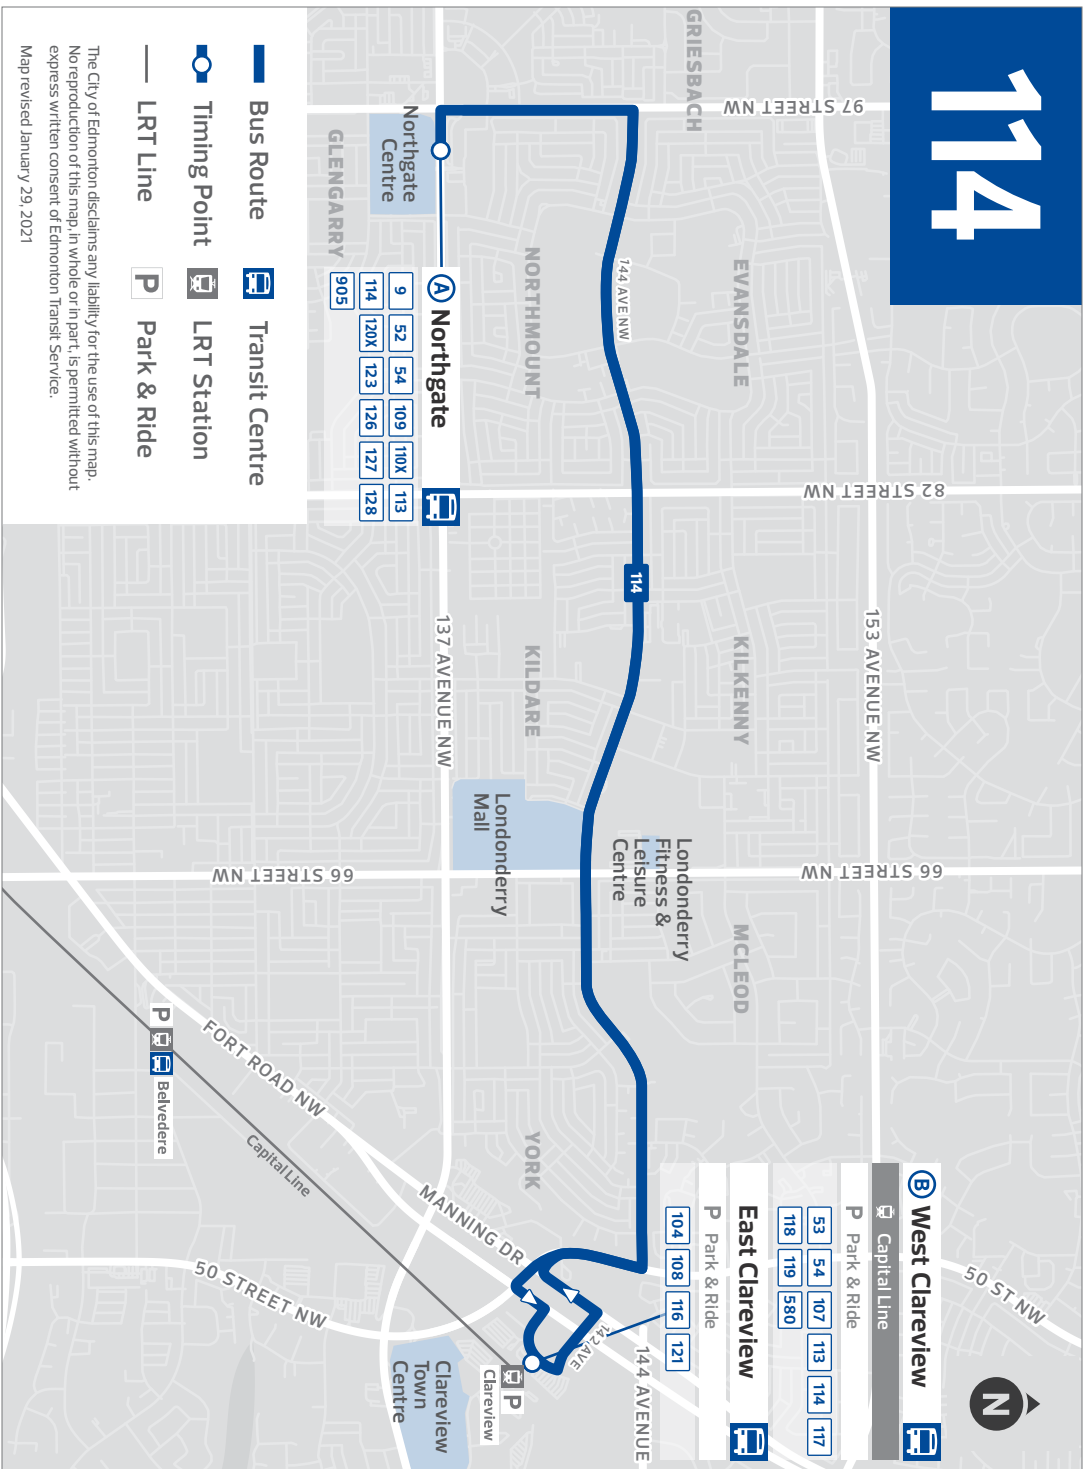 114
GRIESBACH
97 STREET NW
EVANSDALE
153 AVENUE NW
82 STREET NW
144 AVE NW
NORTHMOUNT
Northgate
Centre
GLENGARRY
A Northgate
9 52 54 109 110X 113
114 120X 123 126 127 128
905
114
KILKENNY
KILDARE
137 AVENUE NW
Londonderry
Mall
Londonderry
Fitness &
Leisure
Centre
66 STREET NW
66 STREET NW
MCLEOD
YORK
FORT ROAD NW
MANNING DR
Capital Line
P
Belvedere
50 STREET NW
50 ST NW
B West Clareview
Capital Line
P Park & Ride
53 54 107 113 114 117
118 119 580
East Clareview
P Park & Ride
104 108 116 121
142 AVE
144 AVENUE
P
Clareview
Clareview
Town
Centre
N
Bus Route
Timing Point
LRT Line
Transit Centre
LRT Station
P Park & Ride
The City of Edmonton disclaims any liability for the use of this map.
No reproduction of this map, in whole or in part, is permitted without
express written consent of Edmonton Transit Service.
Map revised January 29, 2021